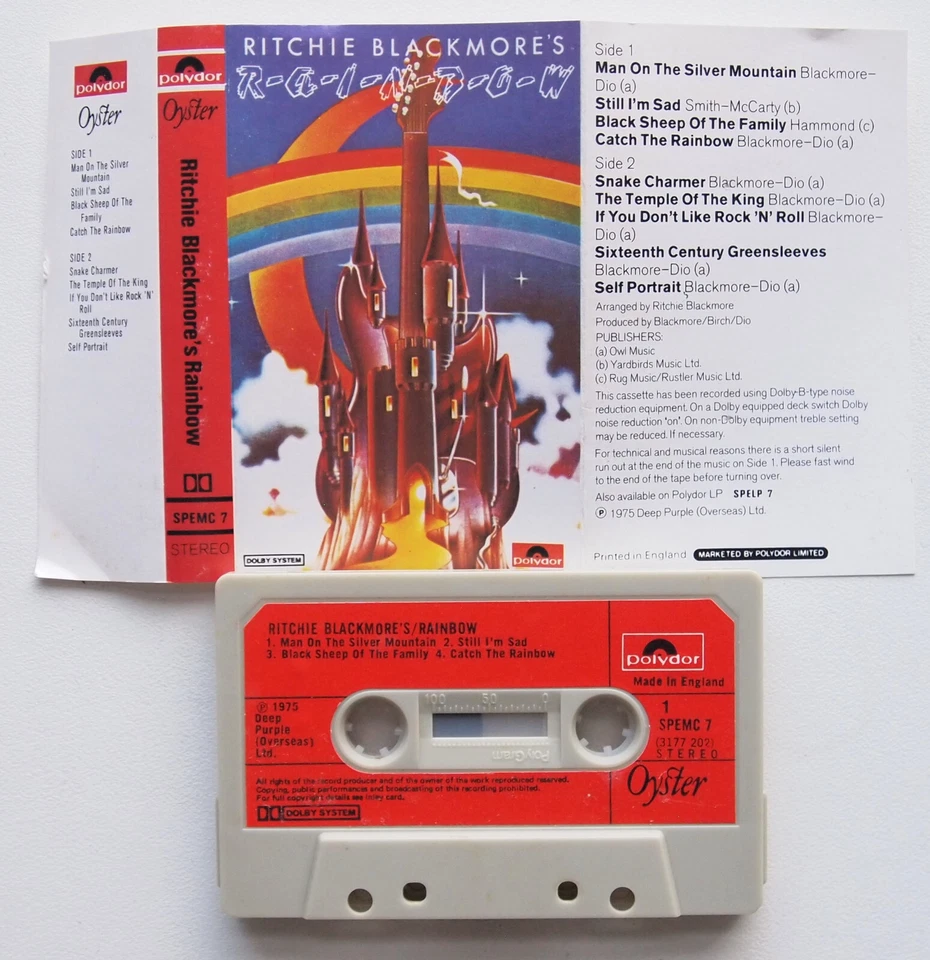 polydor
Oyster
SIDE 1
Man On The Silver
Mountain
Still I'm Sad
Black Sheep Of The
Family
Catch The Rainbow
SIDE 2
Snake Charmer
The Temple Of The King
If You Don't Like Rock 'N'
Roll
Sixteenth Century
Greensleeves
Self Portrait
polydor
Oyster
Ritchie Blackmore's Rainbow
SPEMC 7
STEREO
RITCHIE BLACKMORE'S
R-A-I-N-B-O-W
DOLBY SYSTEM
polydor
Side 1
Man On The Silver Mountain Blackmore–
Dio (a)
Still I'm Sad Smith-McCarty (b)
Black Sheep Of The Family Hammond (c)
Catch The Rainbow Blackmore–Dio (a)
Side 2
Snake Charmer Blackmore–Dio (a)
The Temple Of The King Blackmore–Dio (a)
If You Don't Like Rock 'N' Roll Blackmore–
Dio (a)
Sixteenth Century Greensleeves
Blackmore–Dio (a)
Self Portrait Blackmore–Dio (a)
Arranged by Ritchie Blackmore
Produced by Blackmore/Birch/Dio
PUBLISHERS:
(a) Owl Music
(b) Yardbirds Music Ltd.
(c) Rug Music/Rustler Music Ltd.
This cassette has been recorded using Dolby-B-type noise
reduction equipment. On a Dolby equipped deck switch Dolby
noise reduction 'on'. On non-Dolby equipment treble setting
may be reduced. If necessary.
For technical and musical reasons there is a short silent
run out at the end of the music on Side 1. Please fast wind
to the end of the tape before turning over.
Also available on Polydor LP SPELP 7
℗ 1975 Deep Purple (Overseas) Ltd.
Printed in England MARKETED BY POLYDOR LIMITED
RITCHIE BLACKMORE'S/RAINBOW
1. Man On The Silver Mountain 2. Still I'm Sad
3. Black Sheep Of The Family 4. Catch The Rainbow
polydor
Made in England
℗ 1975
Deep
Purple
(Overseas)
Ltd.
100 50 0
PolyGram
1
SPEMC 7
(3177 202)
STEREO
Oyster
All rights of the record producer and of the owner of the work reproduced reserved.
Copying, public performances and broadcasting of this recording prohibited.
For full copyright details see inlay card.
DOLBY SYSTEM